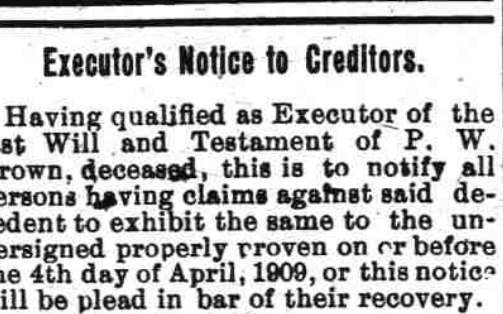 Executor's Notice to Creditors.
Having qualified as Executor of the
st Will and Testament of P. W.
rown, deceased, this is to notify all
ersons having claims against said de-
edent to exhibit the same to the un-
ersigned properly proven on or before
he 4th day of April, 1909, or this notice
ill be plead in bar of their recovery.